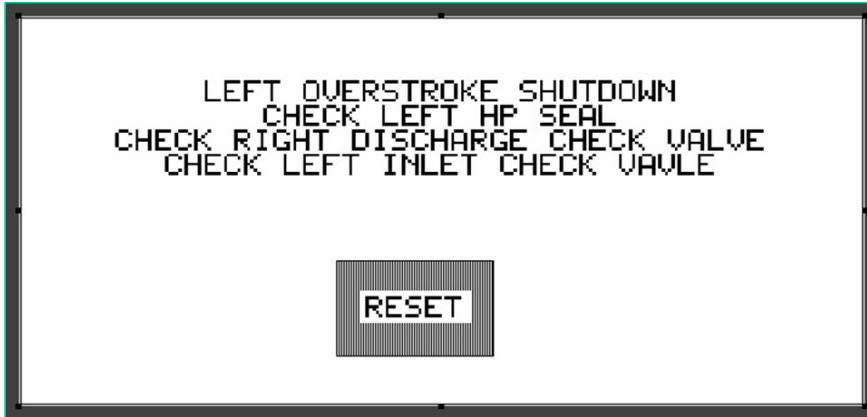 LEFT OVERSTROKE SHUTDOWN
CHECK LEFT HP SEAL
CHECK RIGHT DISCHARGE CHECK VALVE
CHECK LEFT INLET CHECK VAVLE
RESET